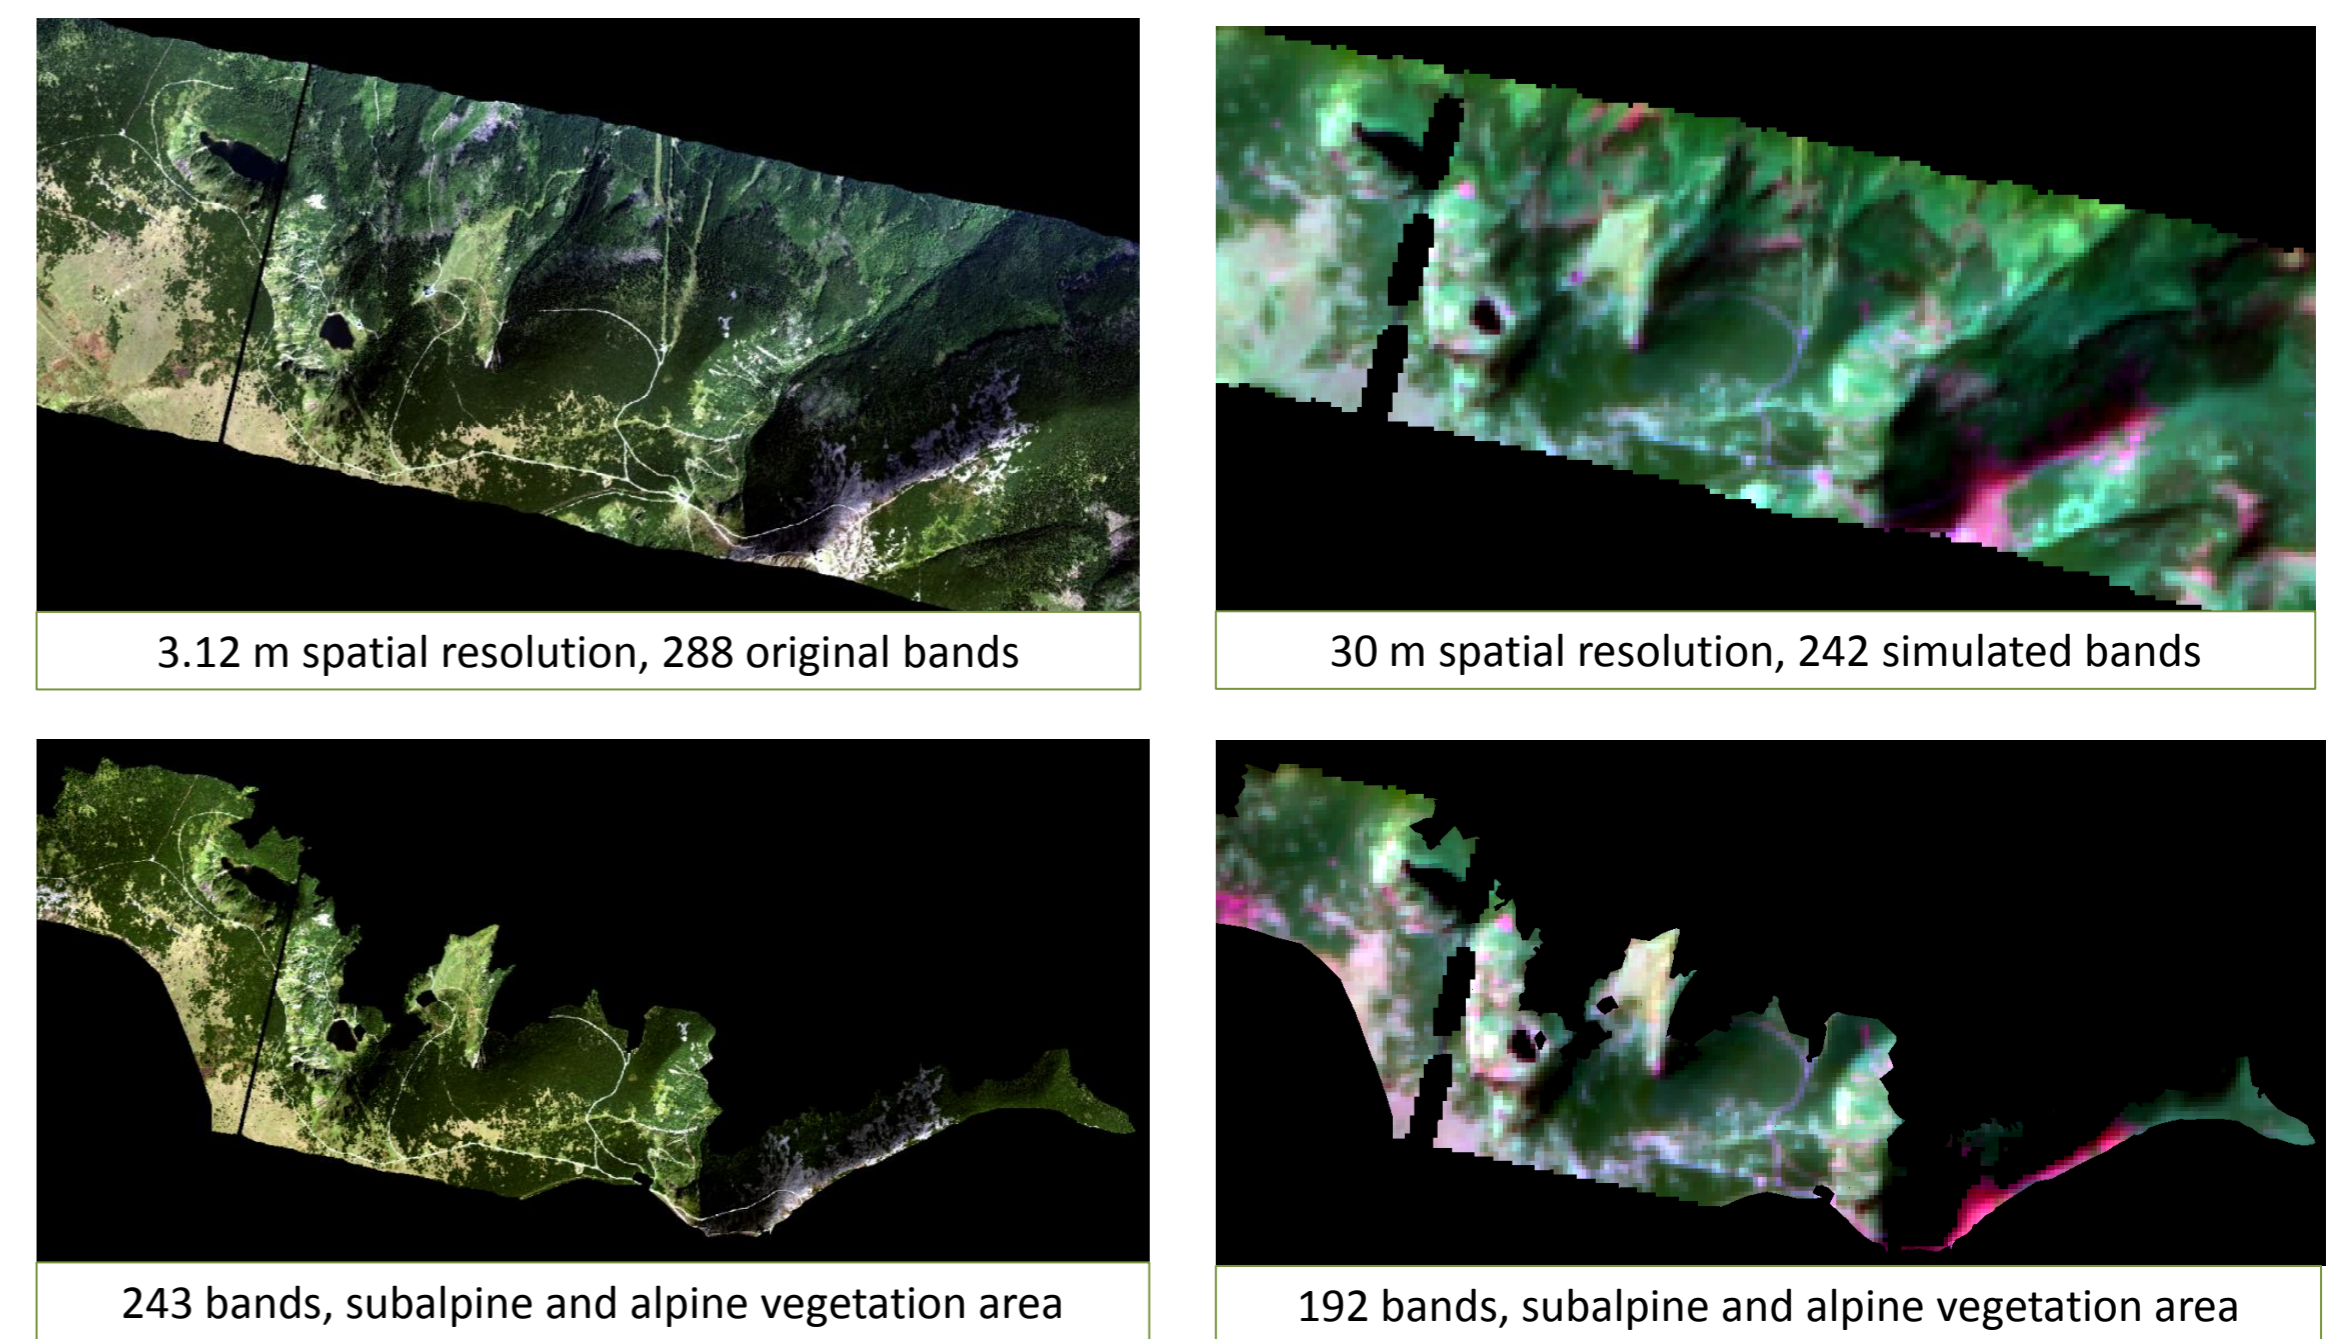 3.12 m spatial resolution, 288 original bands
30 m spatial resolution, 242 simulated bands
243 bands, subalpine and alpine vegetation area
192 bands, subalpine and alpine vegetation area